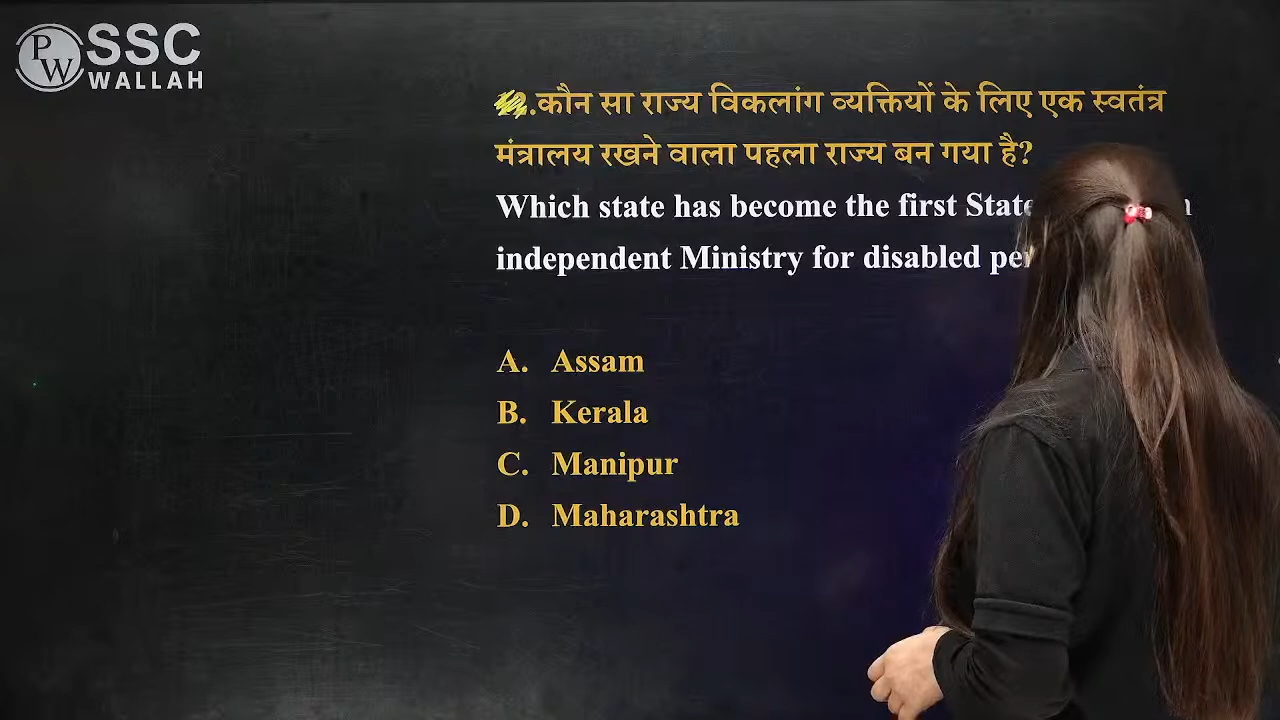 PW SSC
WALLAH
.कौन सा राज्य विकलांग व्यक्तियों के लिए एक स्वतंत्र
मंत्रालय रखने वाला पहला राज्य बन गया है?
Which state has become the first State
independent Ministry for disabled
A. Assam
B. Kerala
C. Manipur
D. Maharashtra